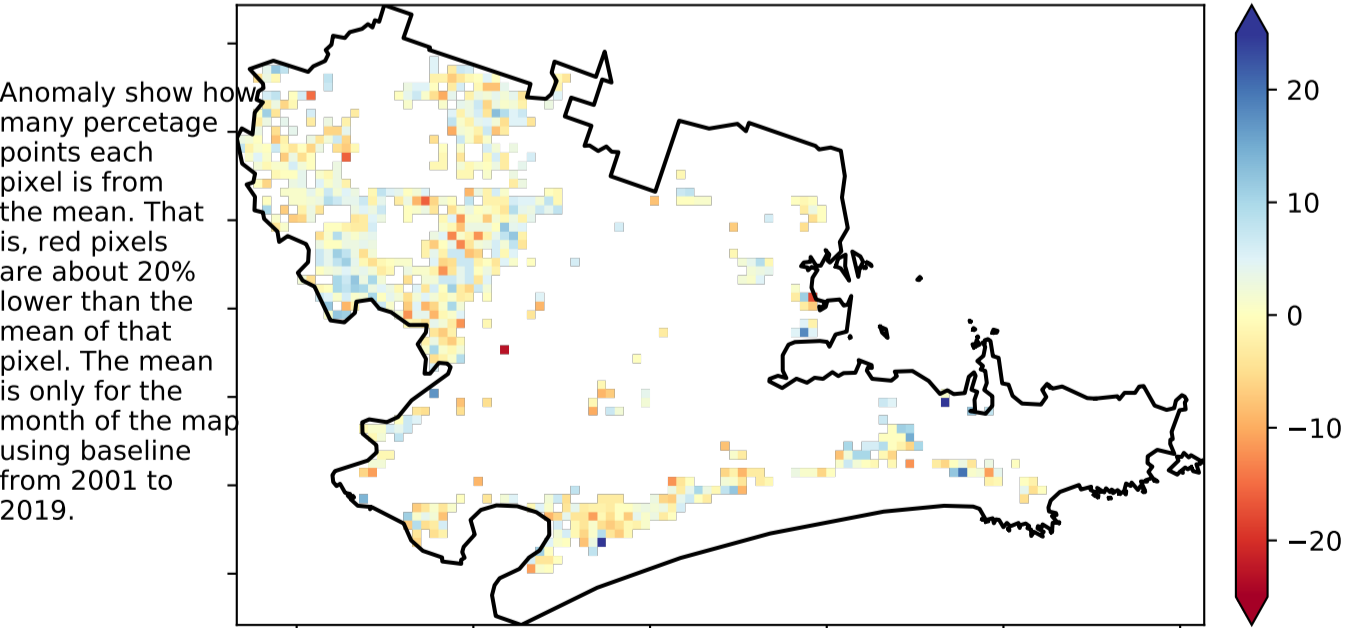 Anomaly show how
many percetage
points each
pixel is from
the mean. That
is, red pixels
are about 20%
lower than the
mean of that
pixel. The mean
is only for the
month of the map
using baseline
from 2001 to
2019.
20
10
0
−10
−20